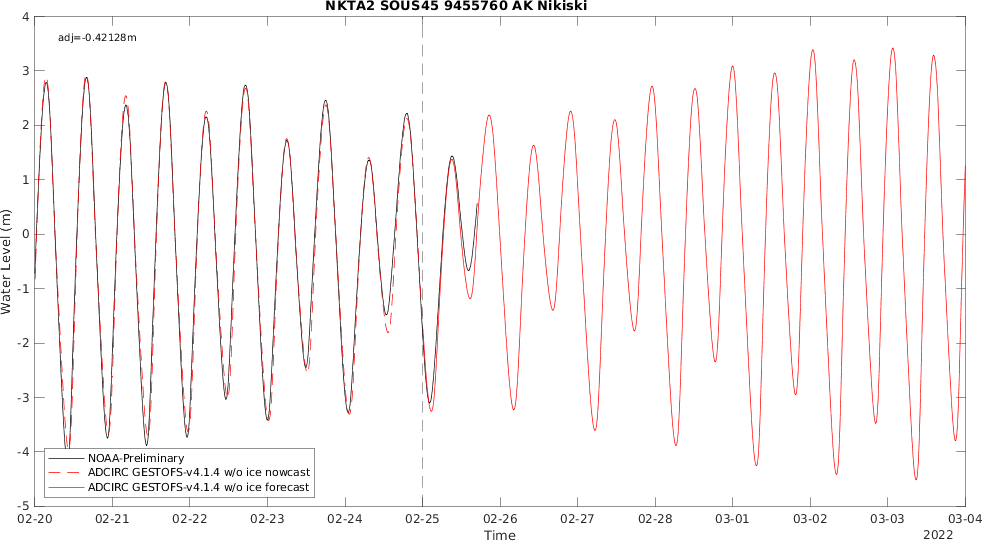 NKTA2 SOUS45 9455760 AK Nikiski
adj=-0.42128m
4
3
2
1
0
-1
-2
-3
-4
-5
Water Level (m)
NOAA-Preliminary
ADCIRC GESTOFS-v4.1.4 w/o ice nowcast
ADCIRC GESTOFS-v4.1.4 w/o ice forecast
02-20 02-21 02-22 02-23 02-24 02-25 02-26 02-27 02-28 03-01 03-02 03-03 03-04
Time
2022